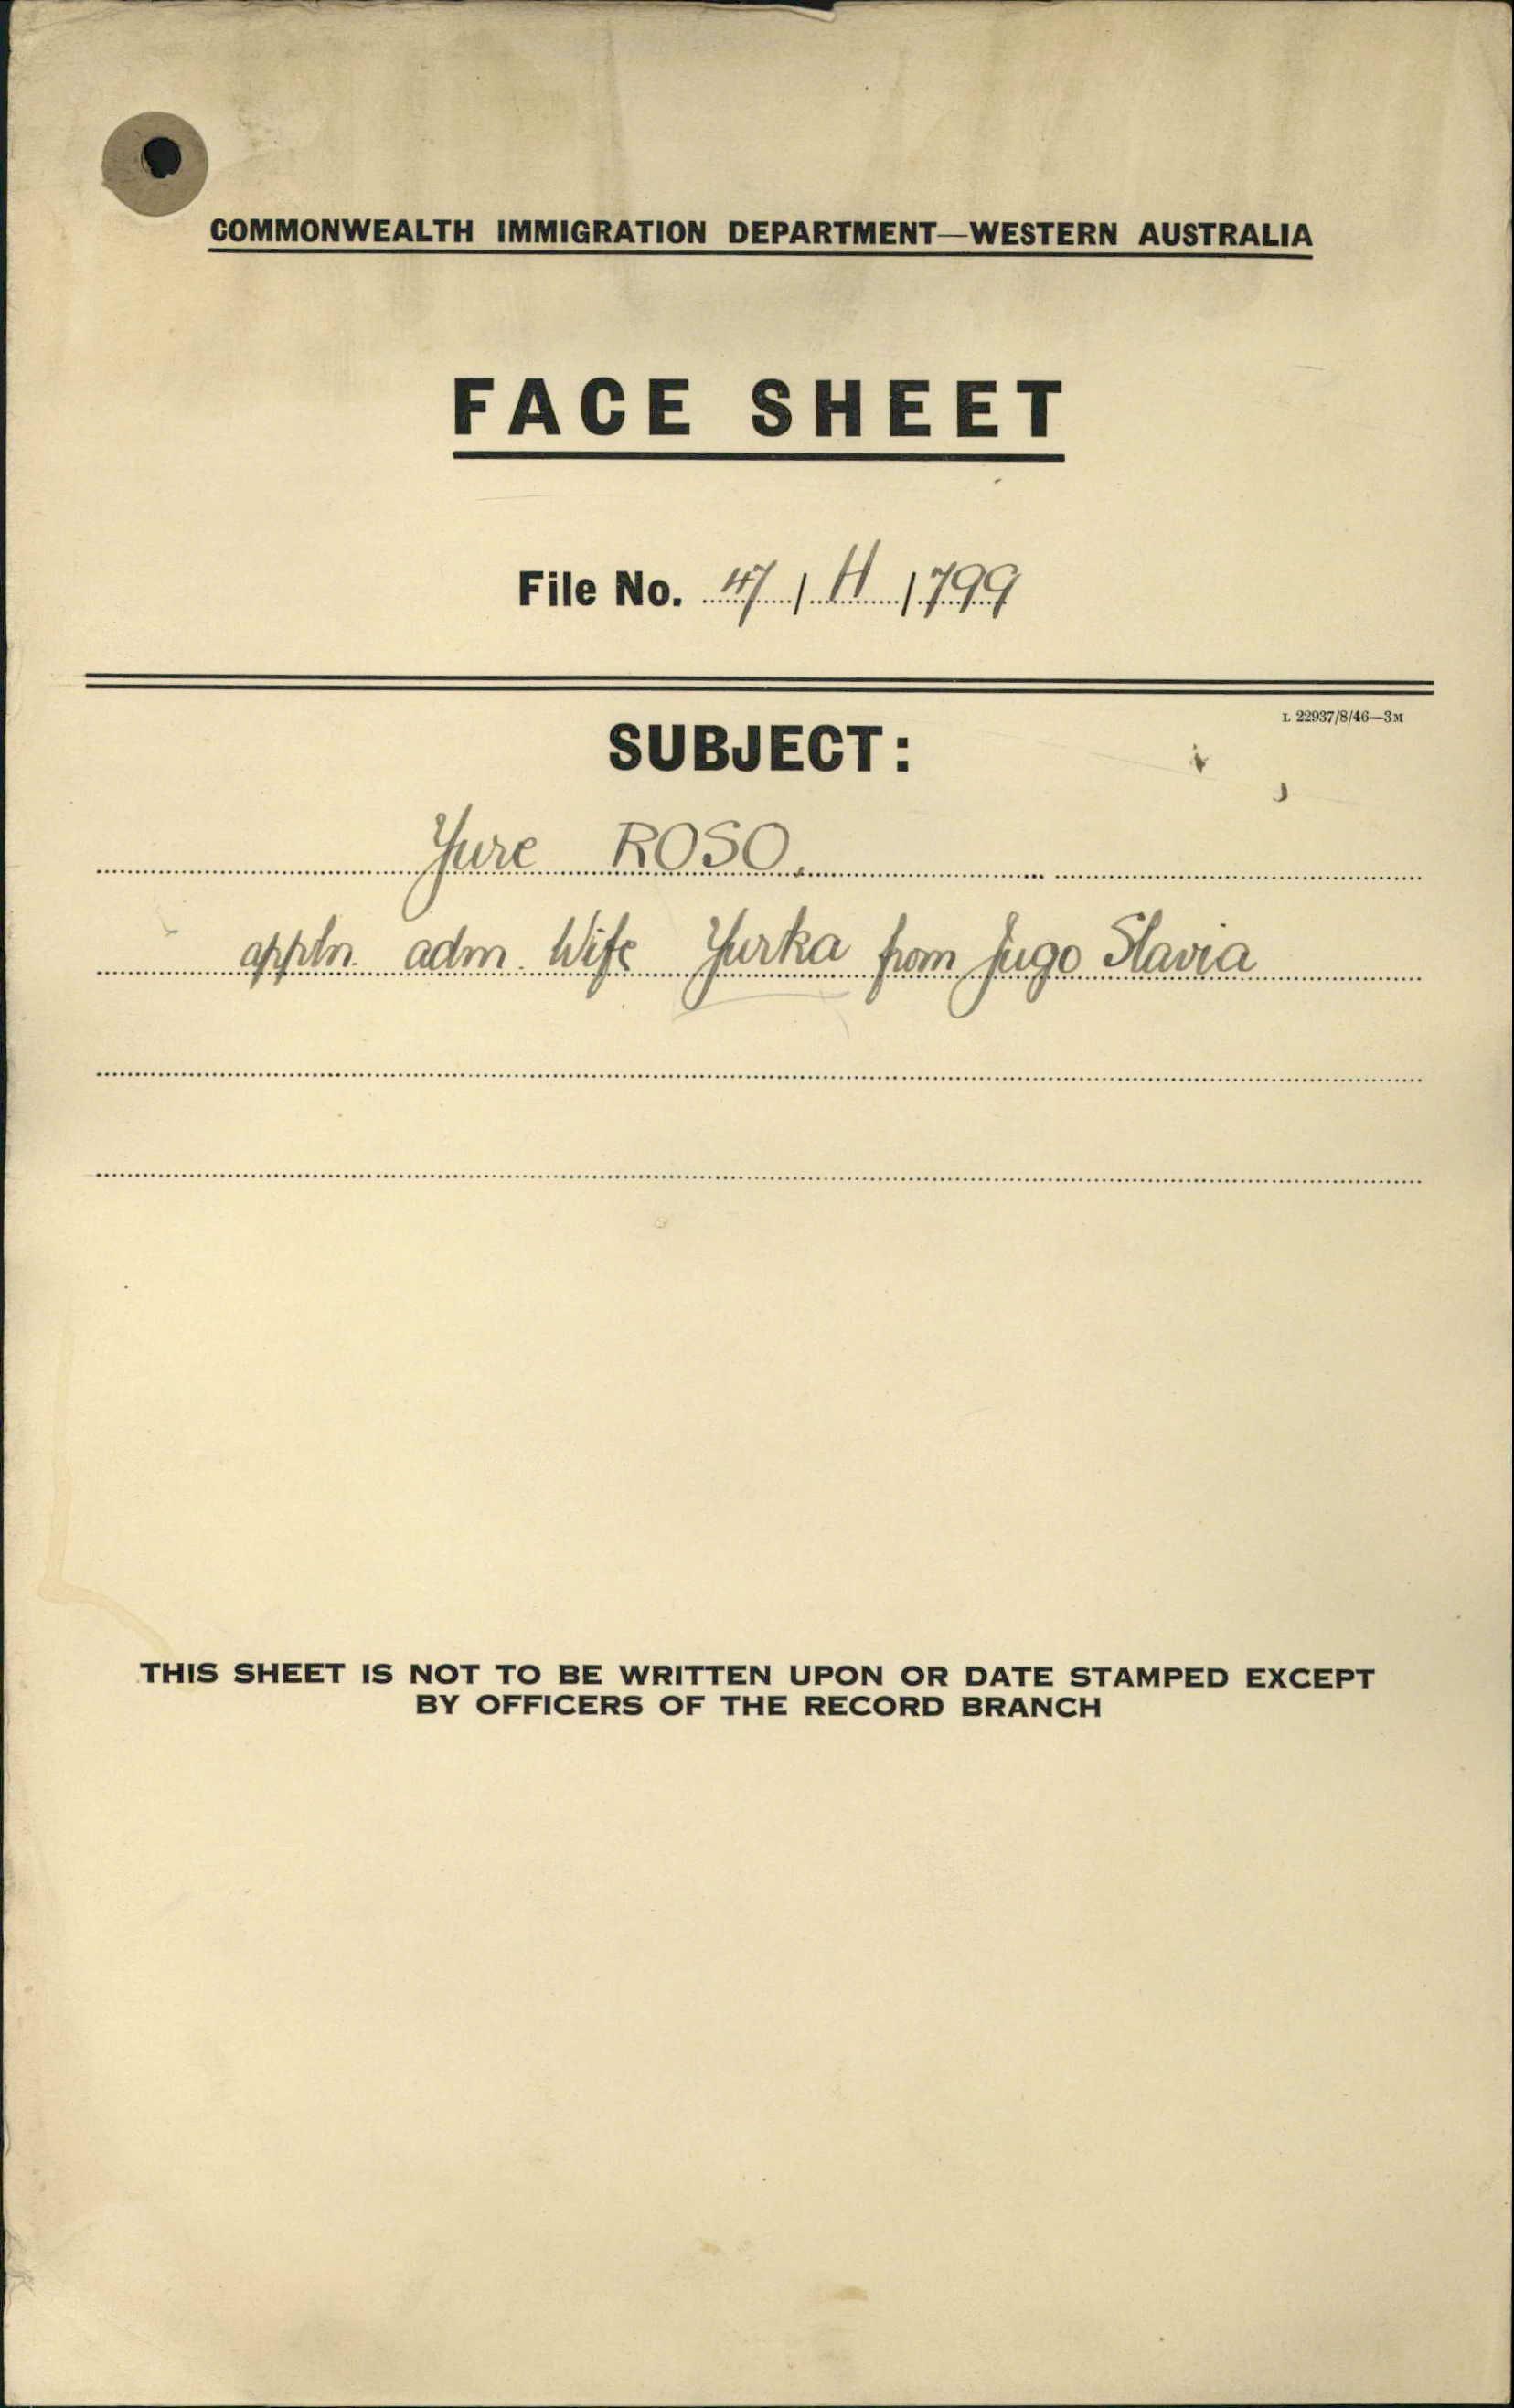 COMMONWEALTH IMMIGRATION DEPARTMENT—WESTERN AUSTRALIA
FACE SHEET
File No. 47/H/799
L 22937/8/46—3M
SUBJECT:
Yure ROSO.
appln. adm. Wife Yurka from Jugo Slavia
THIS SHEET IS NOT TO BE WRITTEN UPON OR DATE STAMPED EXCEPT
BY OFFICERS OF THE RECORD BRANCH